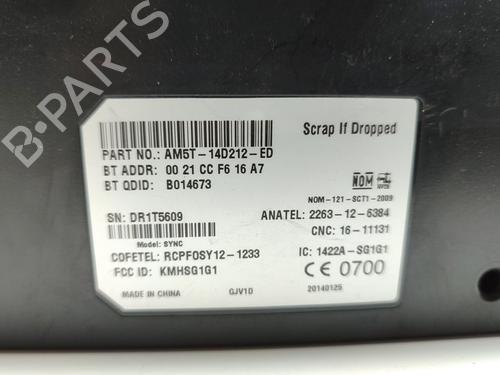 Scrap If Dropped
PART NO.: AM5T-14D212-ED
BT ADDR: 00 21 CC F6 16 A7
BT QDID: B014673
NOM
NOM-121-SCT1-2009
SN: DR1T5609
ANATEL: 2263-12-6384
Model: SYNC
CNC: 16-11131
COFETEL: RCPFOSY12-1233
IC: 1422A-SG1G1
FCC ID: KMHSG1G1
CE 0700
MADE IN CHINA
GJV1D
20140125
B-PARTS